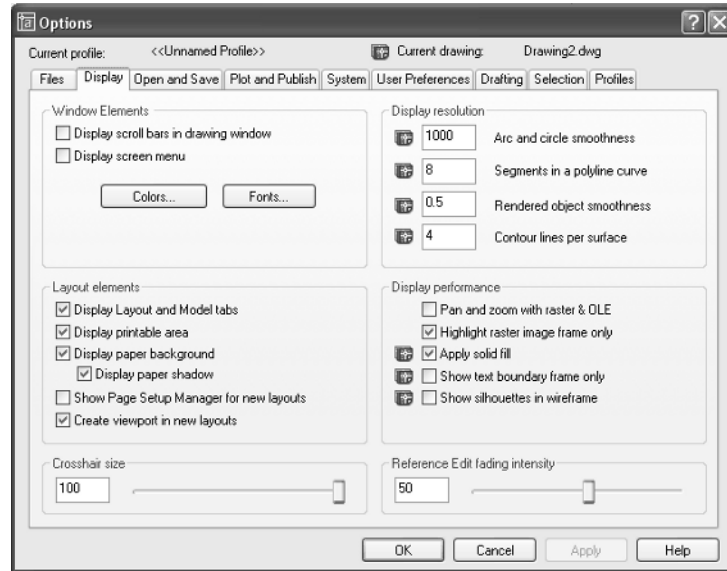 Options
Current profile: <<Unnamed Profile>> Current drawing: Drawing2.dwg
Files Display Open and Save Plot and Publish System User Preferences Drafting Selection Profiles
Window Elements
Display scroll bars in drawing window
Display screen menu
Colors... Fonts...
Display resolution
1000 Arc and circle smoothness
8 Segments in a polyline curve
0.5 Rendered object smoothness
4 Contour lines per surface
Layout elements
Display Layout and Model tabs
Display printable area
Display paper background
Display paper shadow
Show Page Setup Manager for new layouts
Create viewport in new layouts
Display performance
Pan and zoom with raster & OLE
Highlight raster image frame only
Apply solid fill
Show text boundary frame only
Show silhouettes in wireframe
Crosshair size
100
Reference Edit fading intensity
50
OK Cancel Apply Help